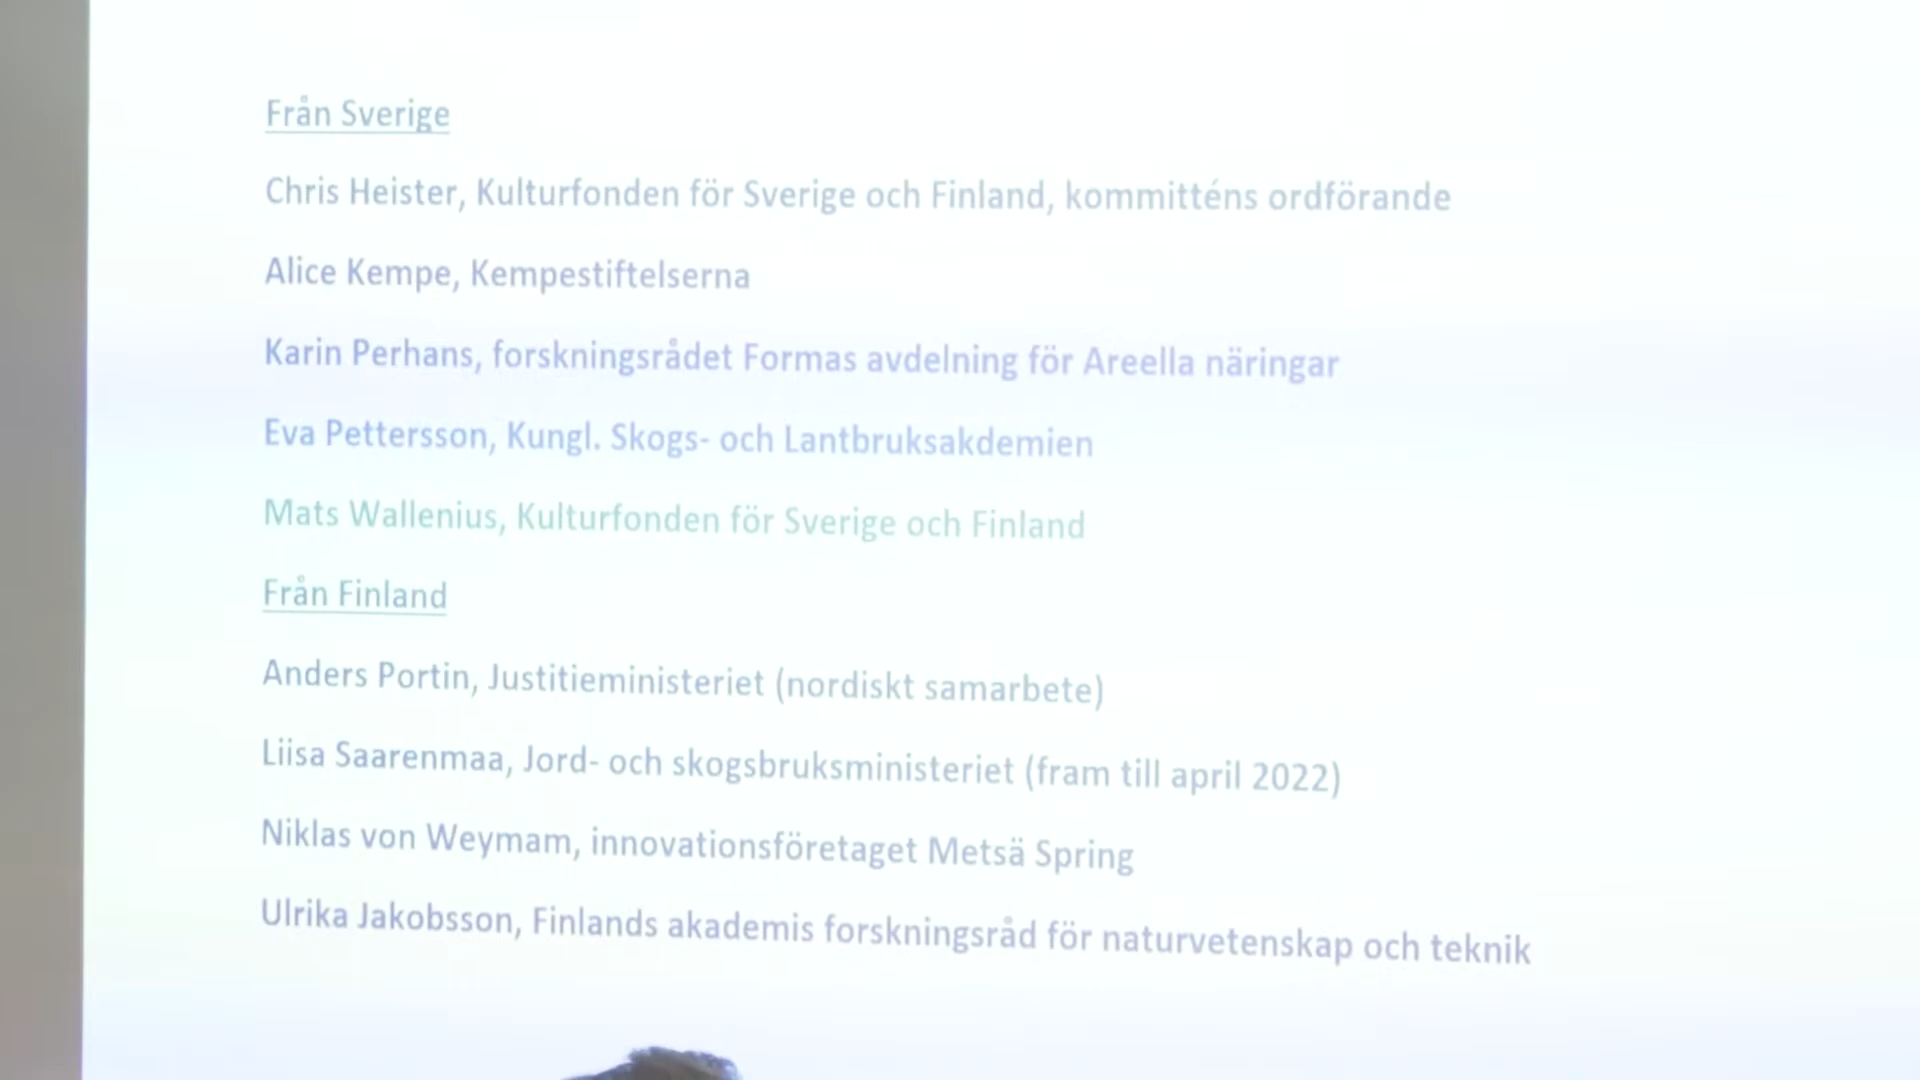 Från Sverige
Chris Heister, Kulturfonden för Sverige och Finland, kommitténs ordförande
Alice Kempe, Kempestiftelserna
Karin Perhans, forskningsrådet Formas avdelning för Areella näringar
Eva Pettersson, Kungl. Skogs- och Lantbruksakdemien
Mats Wallenius, Kulturfonden för Sverige och Finland
Från Finland
Anders Portin, Justitieministeriet (nordiskt samarbete)
Liisa Saarenmaa, Jord- och skogsbruksministeriet (fram till april 2022)
Niklas von Weymam, innovationsföretaget Metsä Spring
Ulrika Jakobsson, Finlands akademis forskningsråd för naturvetenskap och teknik